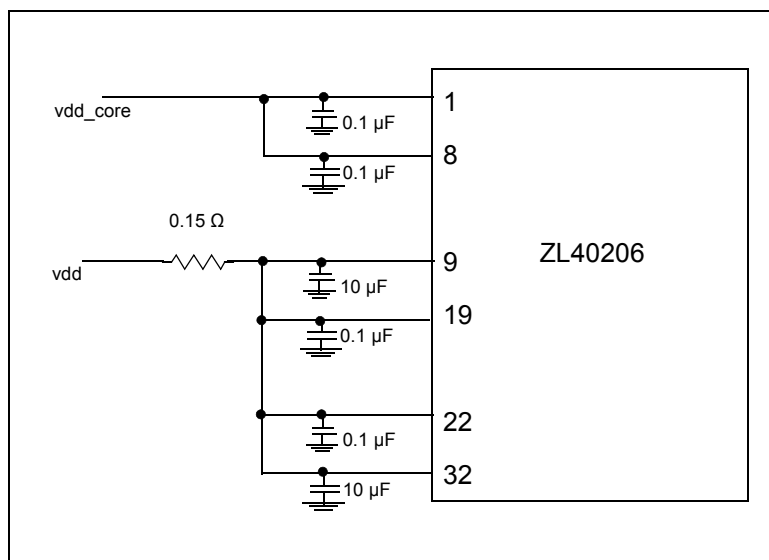 1
vdd_core
0.1 µF
8
0.1 µF
0.15 Ω
ZL40206
vdd
9
10 µF
19
0.1 µF
22
0.1 µF
32
10 µF